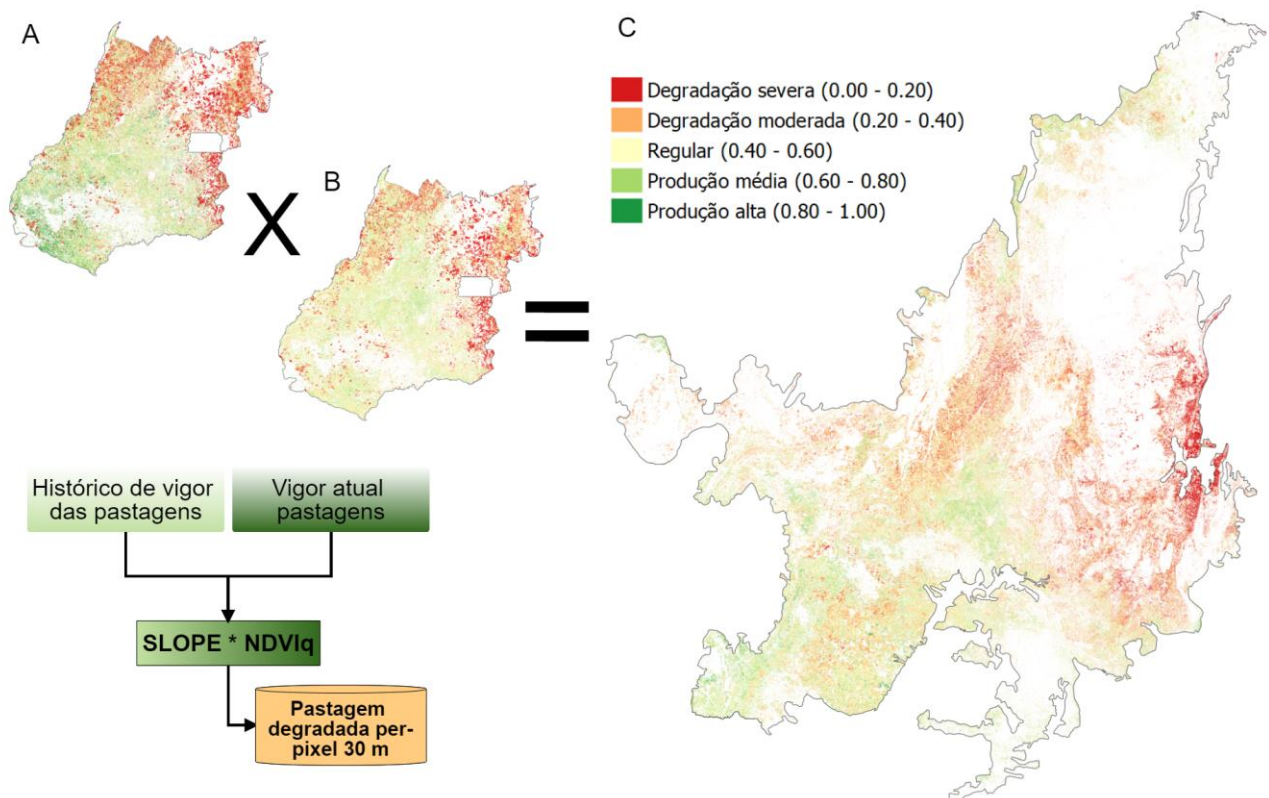 A
X
B
=
C
Degradação severa (0.00 - 0.20)
Degradação moderada (0.20 - 0.40)
Regular (0.40 - 0.60)
Produção média (0.60 - 0.80)
Produção alta (0.80 - 1.00)
Histórico de vigor
das pastagens
Vigor atual
pastagens
SLOPE * NDVIq
Pastagem
degradada per-
pixel 30 m